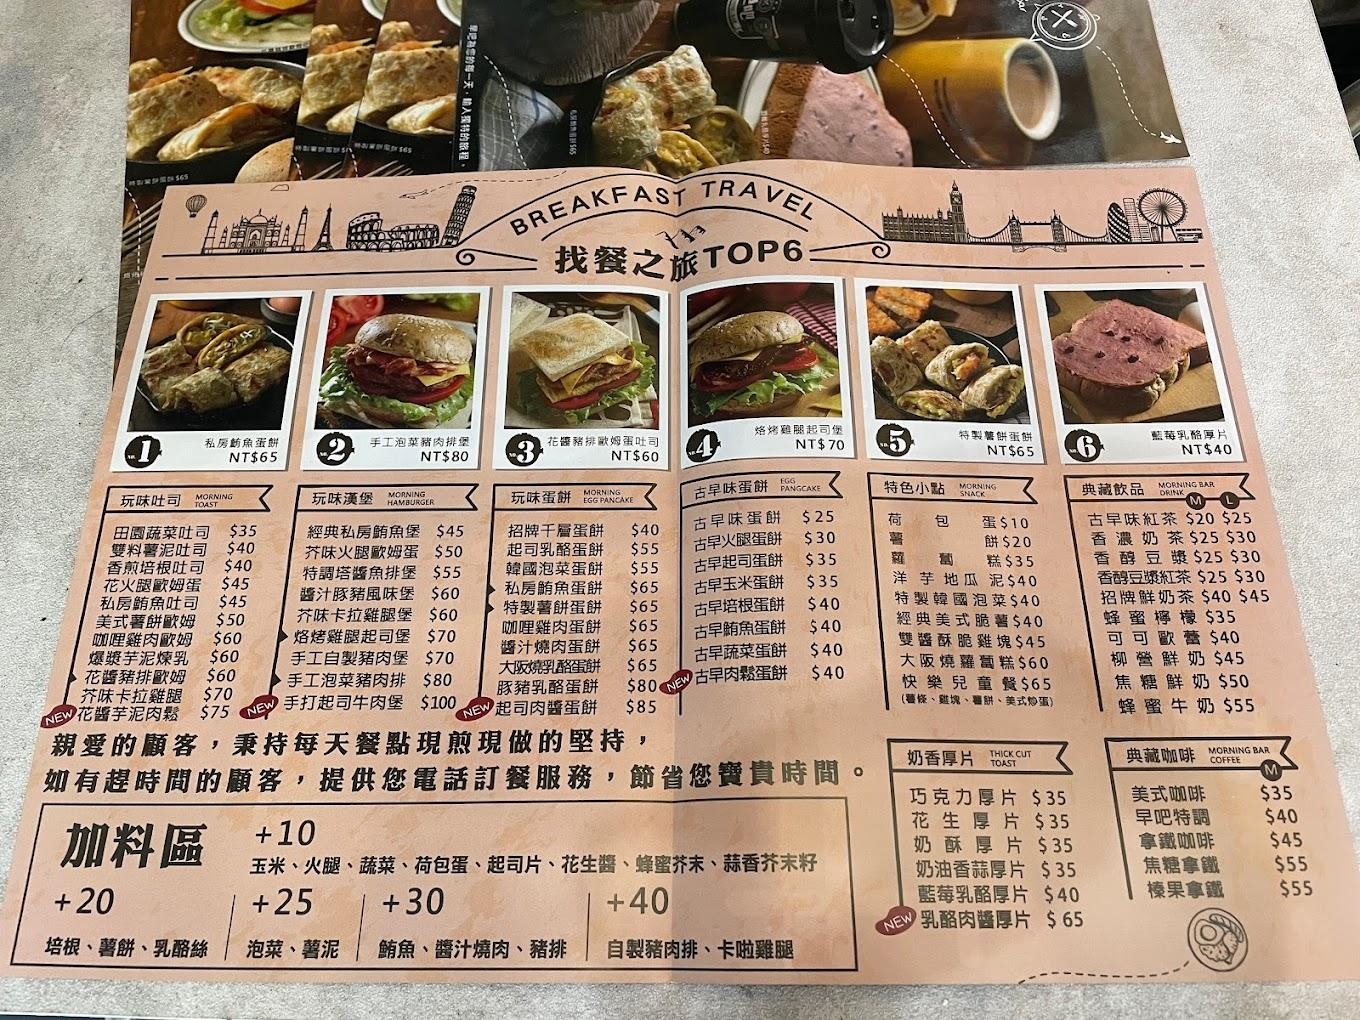 早吧為您的每一天,輸入獨特的旅程。
BREAKFAST TRAVEL
找餐之旅TOP6
NO.1 私房鮪魚蛋餅
NT$65
NO.2 手工泡菜豬肉排堡
NT$80
NO.3 花醬豬排歐姆蛋吐司
NT$60
NO.4 烙烤雞腿起司堡
NT$70
NO.5 特製薯餅蛋餅
NT$65
NO.6 藍莓乳酪厚片
NT$40
玩味吐司 MORNING TOAST
田園蔬菜吐司 $35
雙料薯泥吐司 $40
香煎培根吐司 $40
花火腿歐姆蛋 $45
私房鮪魚吐司 $45
美式薯餅歐姆 $50
咖哩雞肉歐姆 $60
爆漿芋泥煉乳 $60
花醬豬排歐姆 $60
芥味卡拉雞腿 $70
NEW 花醬芋泥肉鬆 $75
玩味漢堡 MORNING HAMBURGER
經典私房鮪魚堡 $45
芥味火腿歐姆蛋 $50
特調塔醬魚排堡 $55
醬汁豚豬風味堡 $60
芥味卡拉雞腿堡 $60
烙烤雞腿起司堡 $70
手工自製豬肉堡 $70
手工泡菜豬肉排 $80
NEW 手打起司牛肉堡 $100
玩味蛋餅 MORNING EGG PANCAKE
招牌千層蛋餅 $40
起司乳酪蛋餅 $55
韓國泡菜蛋餅 $55
私房鮪魚蛋餅 $65
特製薯餅蛋餅 $65
咖哩雞肉蛋餅 $65
醬汁燒肉蛋餅 $65
大阪燒乳酪蛋餅 $65
豚豬乳酪蛋餅 $80
NEW 起司肉醬蛋餅 $85
古早味蛋餅 EGG PANGCAKE
古早味蛋餅 $25
古早火腿蛋餅 $30
古早起司蛋餅 $35
古早玉米蛋餅 $35
古早培根蛋餅 $40
古早鮪魚蛋餅 $40
古早蔬菜蛋餅 $40
NEW 古早肉鬆蛋餅 $40
特色小點 MORNING SNACK
荷包蛋 $10
薯餅 $20
蘿蔔糕 $35
洋芋地瓜泥 $40
特製韓國泡菜 $40
經典美式脆薯 $40
雙醬酥脆雞塊 $45
大阪燒蘿蔔糕 $60
快樂兒童餐 $65
(薯條、雞塊、薯餅、美式炒蛋)
典藏飲品 MORNING BAR DRINK M L
古早味紅茶 $20 $25
香濃奶茶 $25 $30
香醇豆漿 $25 $30
香醇豆漿紅茶 $25 $30
招牌鮮奶茶 $40 $45
蜂蜜檸檬 $35
可可歐蕾 $40
柳營鮮奶 $45
焦糖鮮奶 $50
蜂蜜牛奶 $55
奶香厚片 THICK CUT TOAST
巧克力厚片 $35
花生厚片 $35
奶酥厚片 $35
奶油香蒜厚片 $35
藍莓乳酪厚片 $40
NEW 乳酪肉醬厚片 $65
典藏咖啡 MORNING BAR COFFEE M
美式咖啡 $35
早吧特調 $40
拿鐵咖啡 $45
焦糖拿鐵 $55
榛果拿鐵 $55
親愛的顧客,秉持每天餐點現煎現做的堅持,
如有趕時間的顧客,提供您電話訂餐服務,節省您寶貴時間。
加料區
+10
玉米、火腿、蔬菜、荷包蛋、起司片、花生醬、蜂蜜芥末、蒜香芥末籽
+20
培根、薯餅、乳酪絲
+25
泡菜、薯泥
+30
鮪魚、醬汁燒肉、豬排
+40
自製豬肉排、卡啦雞腿